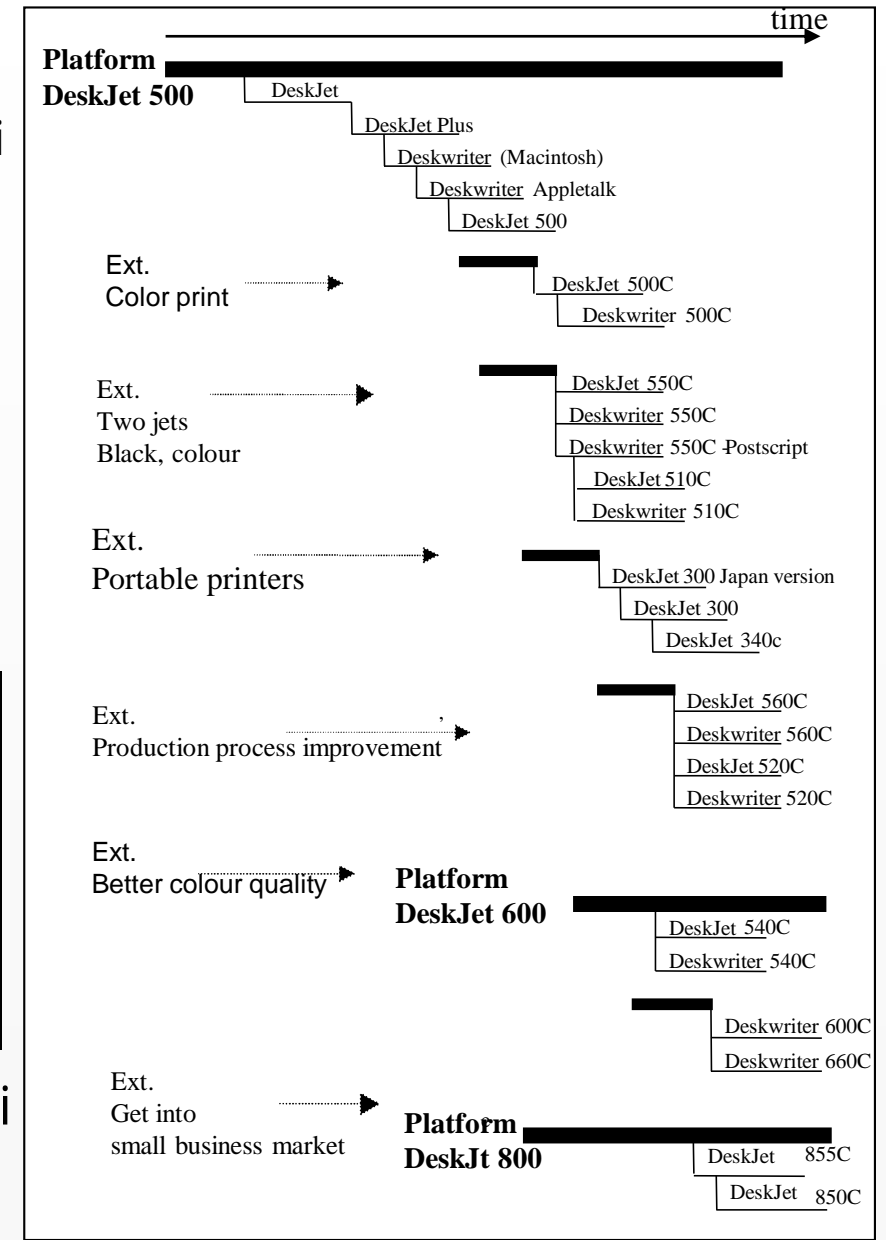 time
Platform
DeskJet 500
DeskJet
DeskJet Plus
Deskwriter (Macintosh)
Deskwriter Appletalk
DeskJet 500
Ext.
Color print
DeskJet 500C
Deskwriter 500C
Ext.
Two jets
Black, colour
DeskJet 550C
Deskwriter 550C
Deskwriter 550C -Postscript
DeskJet 510C
Deskwriter 510C
Ext.
Portable printers
DeskJet 300 Japan version
DeskJet 300
DeskJet 340c
Ext.
Production process improvement
DeskJet 560C
Deskwriter 560C
DeskJet 520C
Deskwriter 520C
Ext.
Better colour quality
Platform
DeskJet 600
DeskJet 540C
Deskwriter 540C
Deskwriter 600C
Deskwriter 660C
Ext.
Get into
small business market
Platform
DeskJt 800
DeskJet 855C
DeskJet 850C
i
i